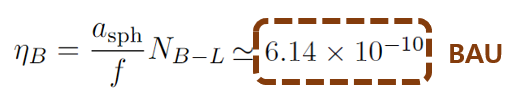 η_B = a_sph / f N_{B−L} ≃ 6.14 × 10^{−10} BAU